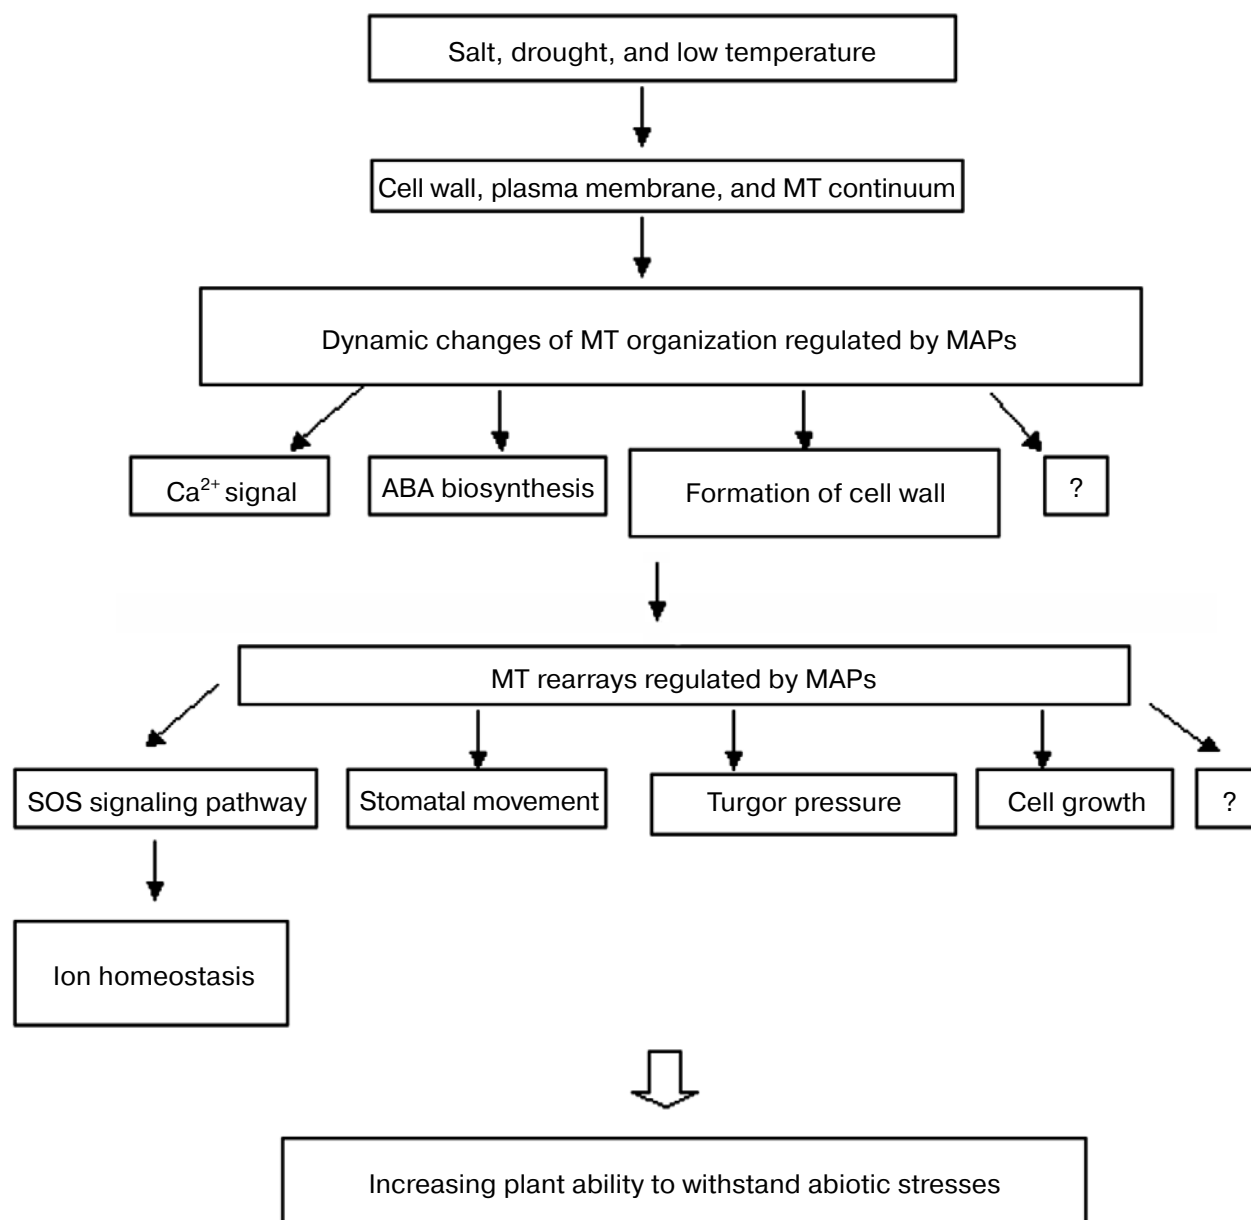 Salt, drought, and low temperature
Cell wall, plasma membrane, and MT continuum
Dynamic changes of MT organization regulated by MAPs
Ca²⁺ signal
ABA biosynthesis
Formation of cell wall
?
MT rearrays regulated by MAPs
SOS signaling pathway
Stomatal movement
Turgor pressure
Cell growth
?
Ion homeostasis
Increasing plant ability to withstand abiotic stresses